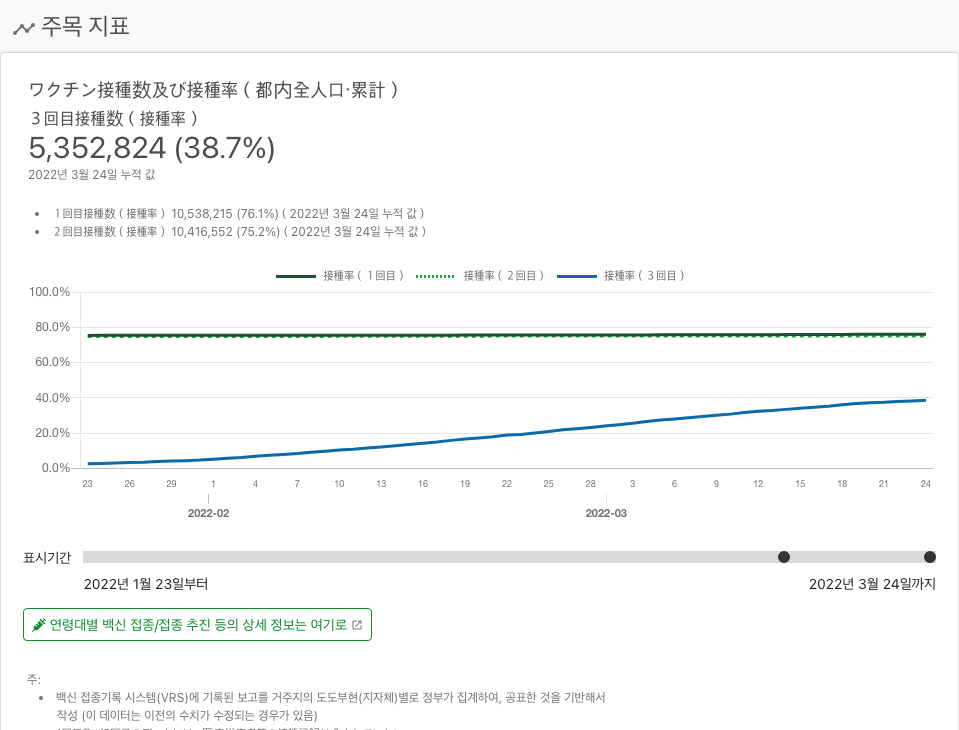 주목 지표
ワクチン接種数及び接種率 ( 都内全人口·累計 )
３回目接種数 ( 接種率 )
5,352,824 (38.7%)
2022년 3월 24일 누적 값
• １回目接種数 ( 接種率 ) 10,538,215 (76.1%) ( 2022년 3월 24일 누적 값 )
• ２回目接種数 ( 接種率 ) 10,416,552 (75.2%) ( 2022년 3월 24일 누적 값 )
接種率 ( １回目 ) 接種率 ( ２回目 ) 接種率 ( ３回目 )
100.0%
80.0%
60.0%
40.0%
20.0%
0.0%
23 26 29 1 4 7 10 13 16 19 22 25 28 3 6 9 12 15 18 21 24
2022-02 2022-03
표시기간
2022년 1월 23일부터 2022년 3월 24일까지
연령대별 백신 접종/접종 추진 등의 상세 정보는 여기로
주:
• 백신 접종기록 시스템(VRS)에 기록된 보고를 거주지의 도도부현(지자체)별로 정부가 집계하여, 공표한 것을 기반해서
작성 (이 데이터는 이전의 수치가 수정되는 경우가 있음)